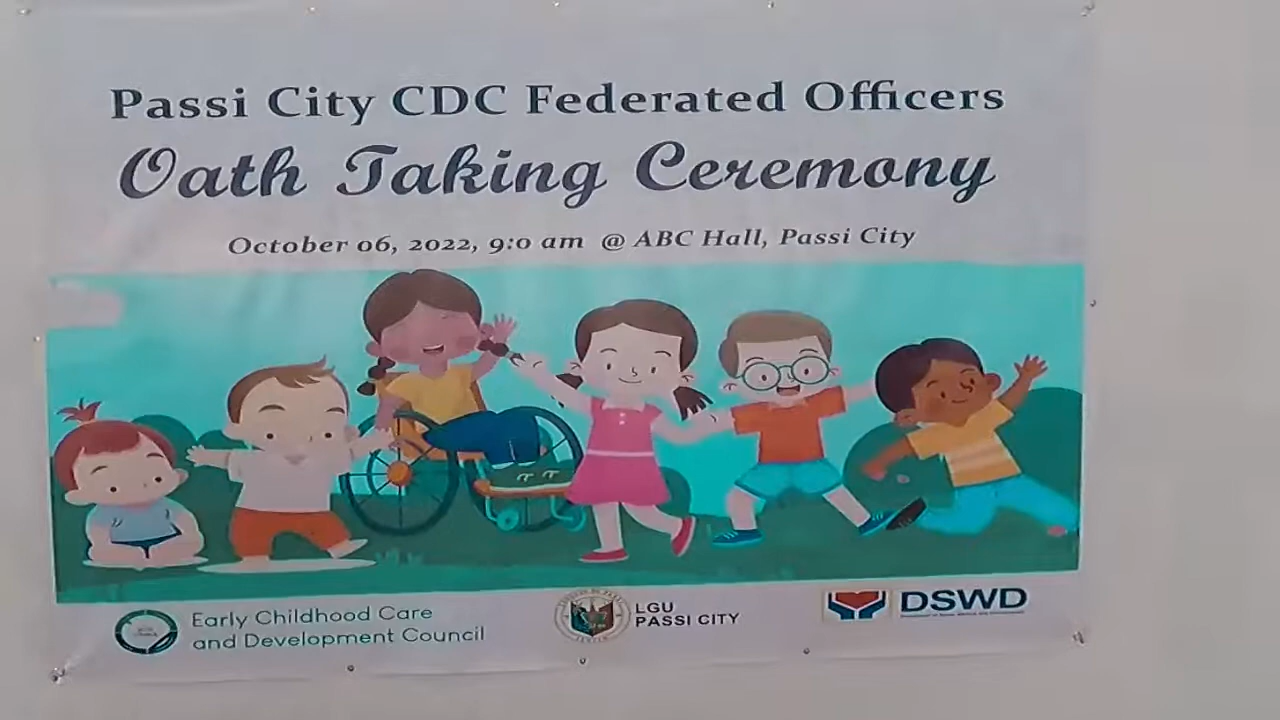 Passi City CDC Federated Officers
Oath Taking Ceremony
October 06, 2022, 9:0 am @ ABC Hall, Passi City
Early Childhood Care
and Development Council
LGU
PASSI CITY
DSWD